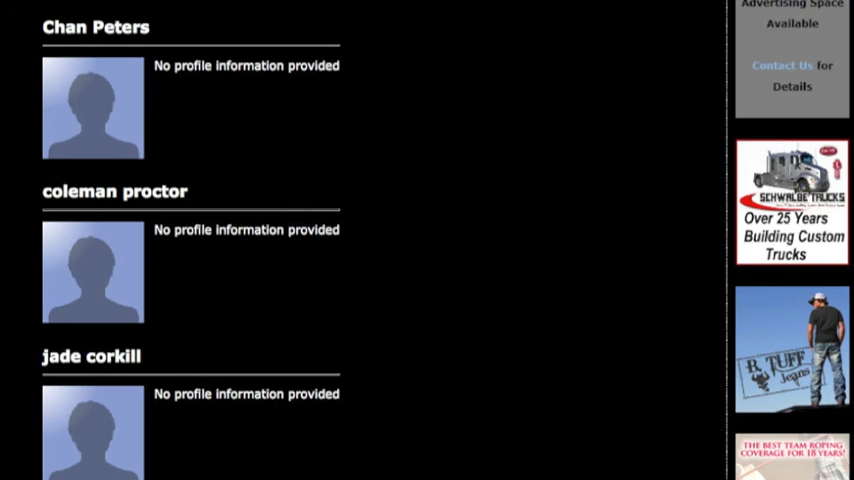 Chan Peters
No profile information provided
coleman proctor
No profile information provided
jade corkill
No profile information provided
Advertising Space
Available
Contact Us for
Details
SCHWALBE TRUCKS
Over 25 Years
Building Custom
Trucks
R. TUFF
Jeans
THE BEST TEAM ROPING
COVERAGE FOR 18 YEARS!